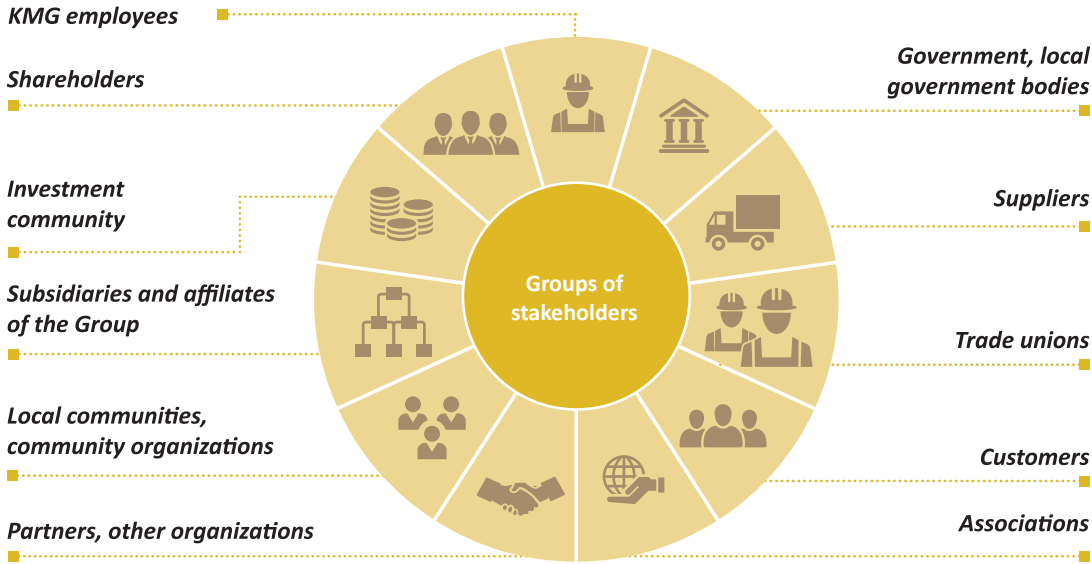 KMG employees
Shareholders
Investment
community
Subsidiaries and affiliates
of the Group
Local communities,
community organizations
Partners, other organizations
Groups of
stakeholders
Government, local
government bodies
Suppliers
Trade unions
Customers
Associations